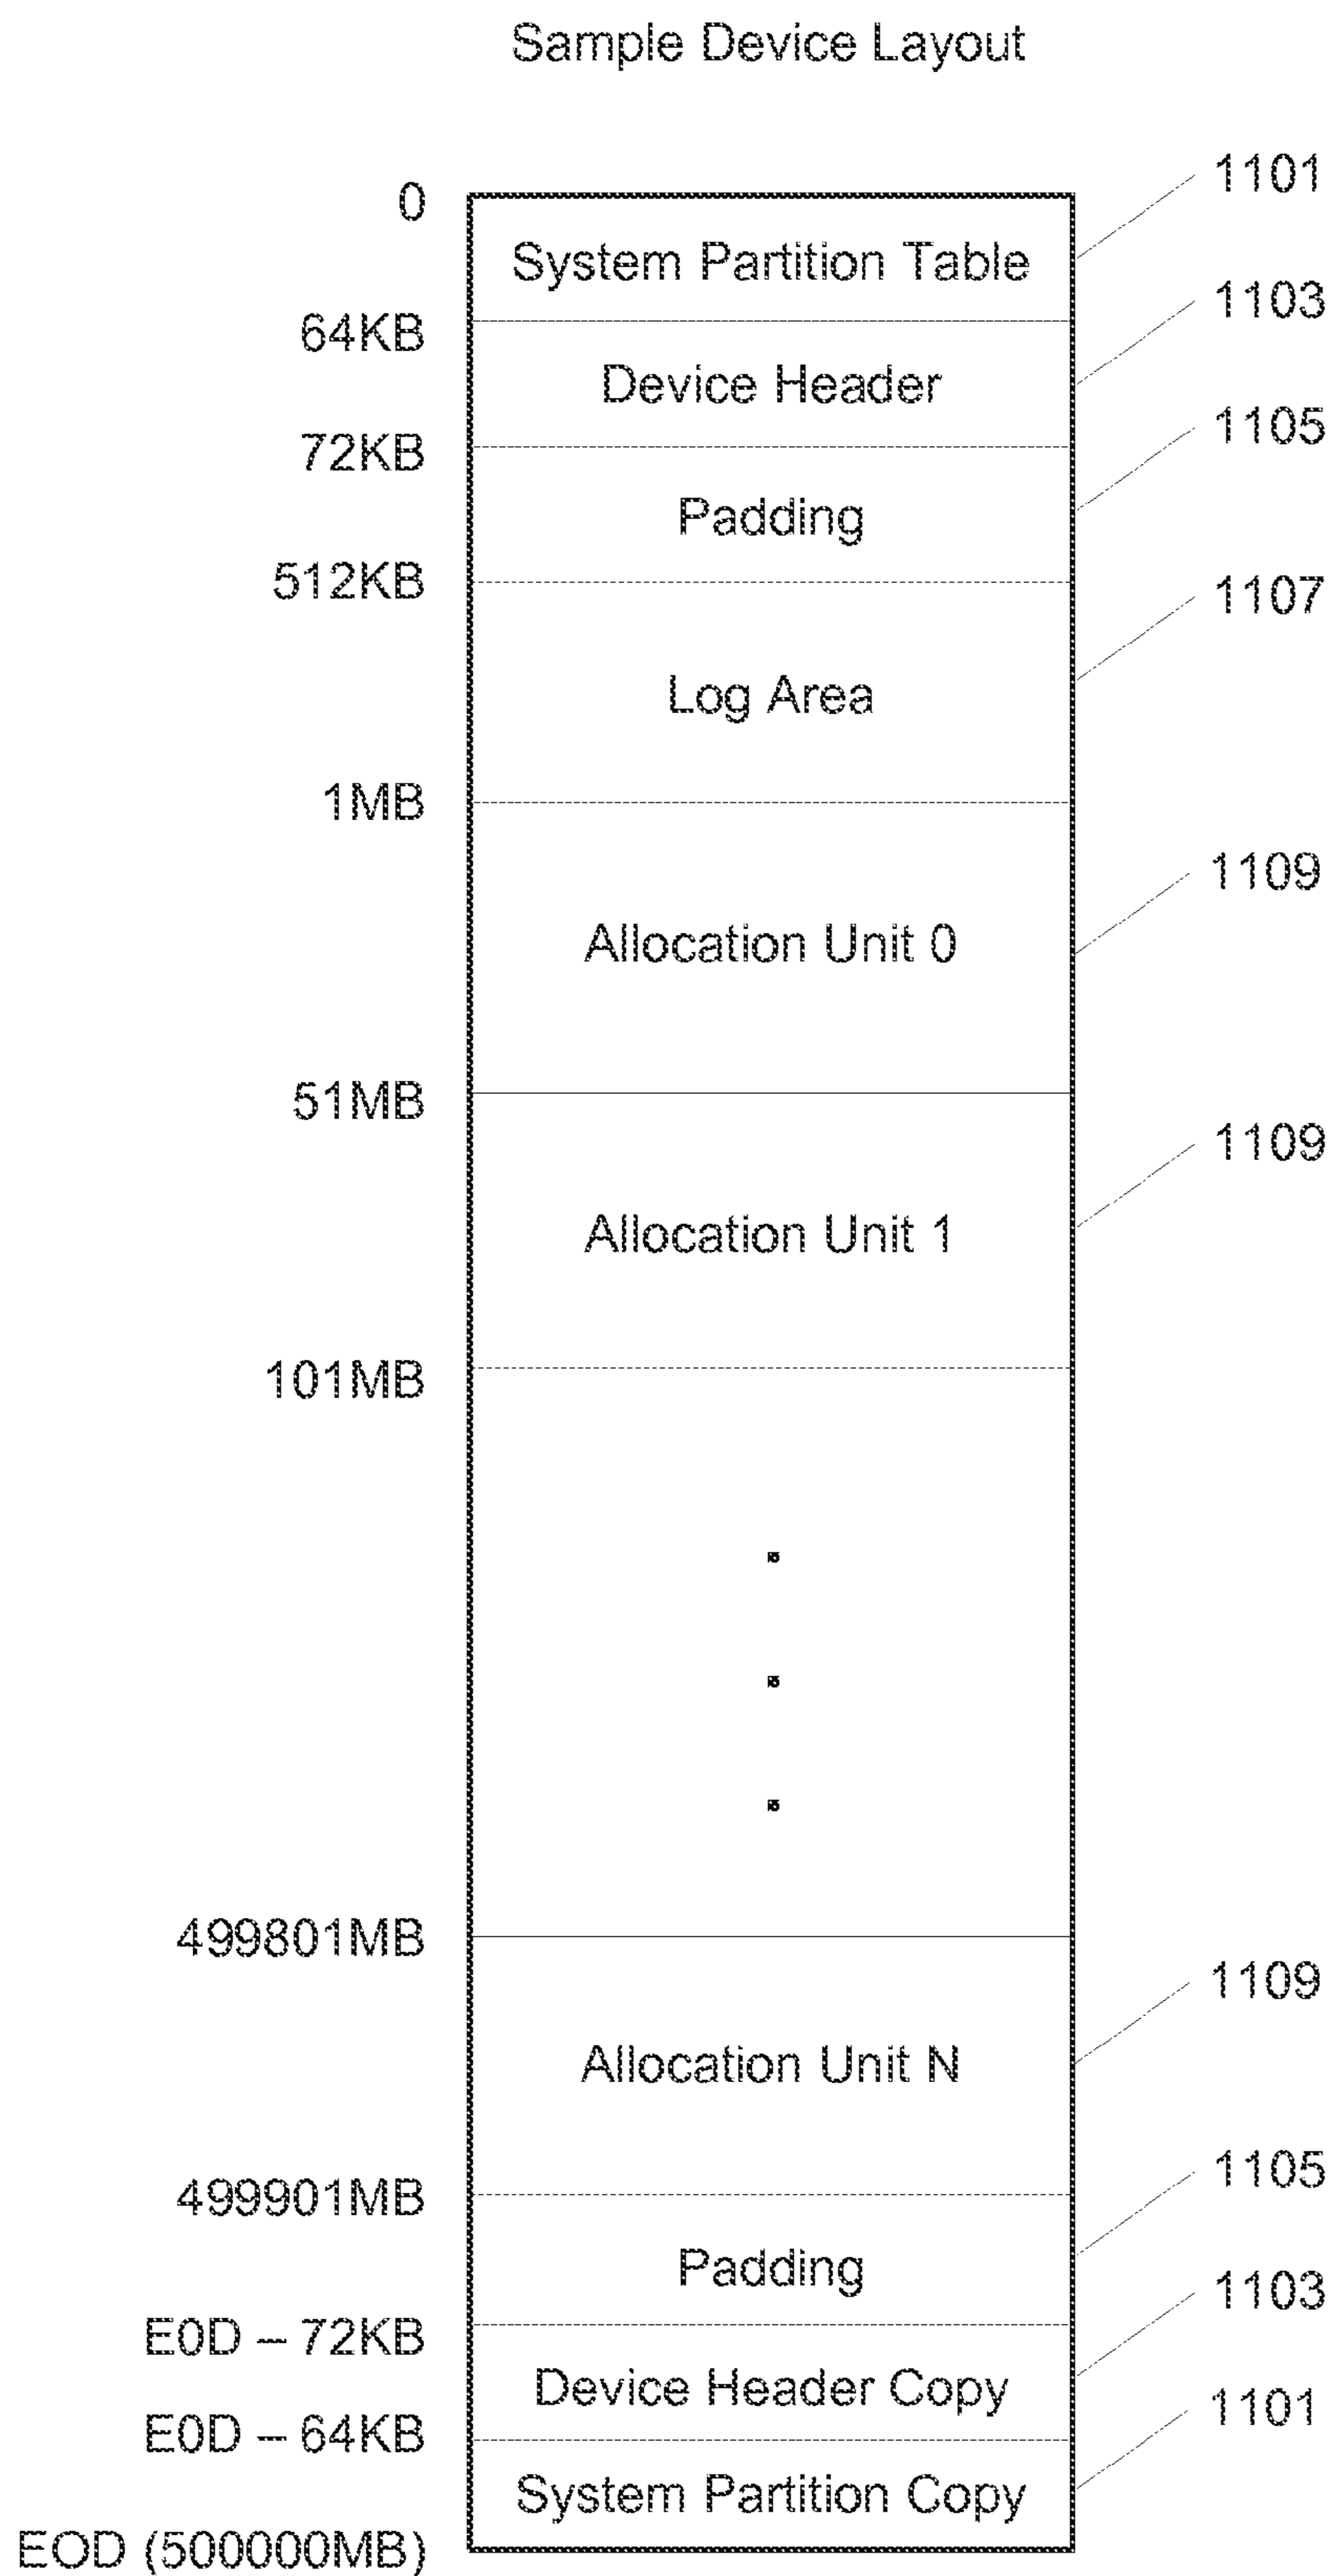 Sample Device Layout
0
1101
System Partition Table
64KB
1103
Device Header
72KB
1105
Padding
512KB
1107
Log Area
1MB
1109
Allocation Unit 0
51MB
1109
Allocation Unit 1
101MB
499801MB
1109
Allocation Unit N
499901MB
1105
Padding
E0D – 72KB
1103
Device Header Copy
E0D – 64KB
1101
System Partition Copy
EOD (500000MB)